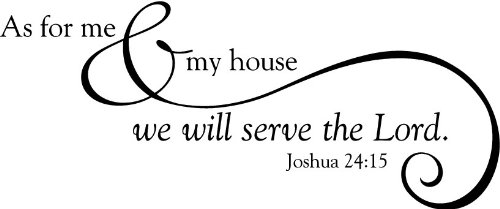 As for me
& my house
we will serve the Lord.
Joshua 24:15